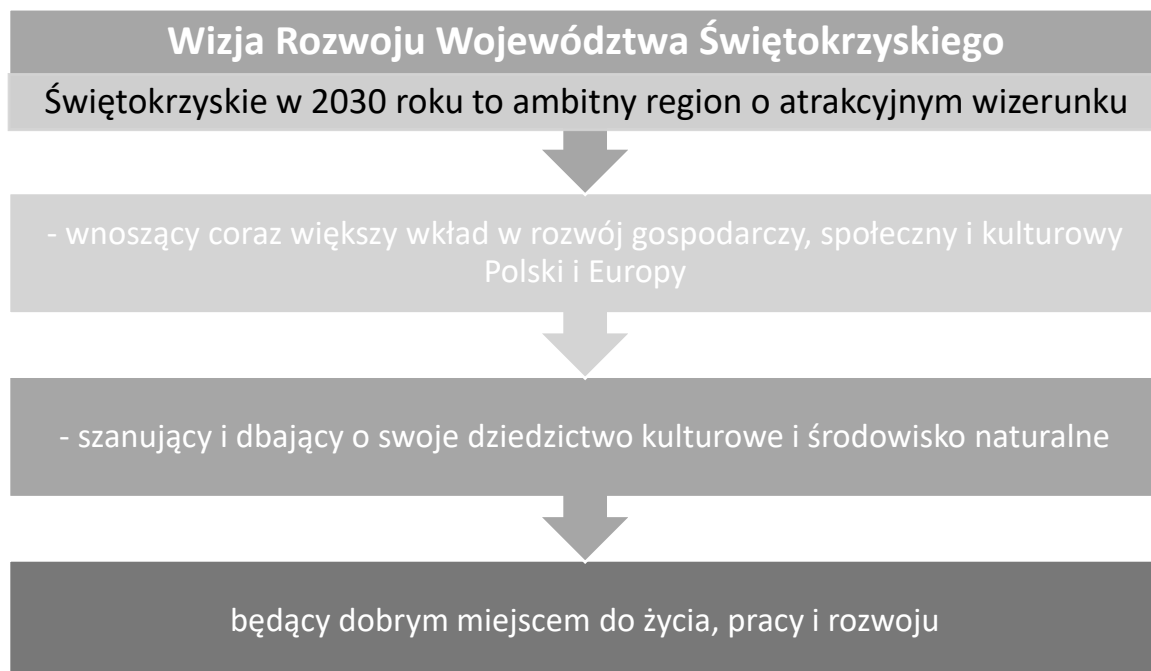 Wizja Rozwoju Województwa Świętokrzyskiego
Świętokrzyskie w 2030 roku to ambitny region o atrakcyjnym wizerunku
- wnoszący coraz większy wkład w rozwój gospodarczy, społeczny i kulturowy
Polski i Europy
- szanujący i dbający o swoje dziedzictwo kulturowe i środowisko naturalne
będący dobrym miejscem do życia, pracy i rozwoju